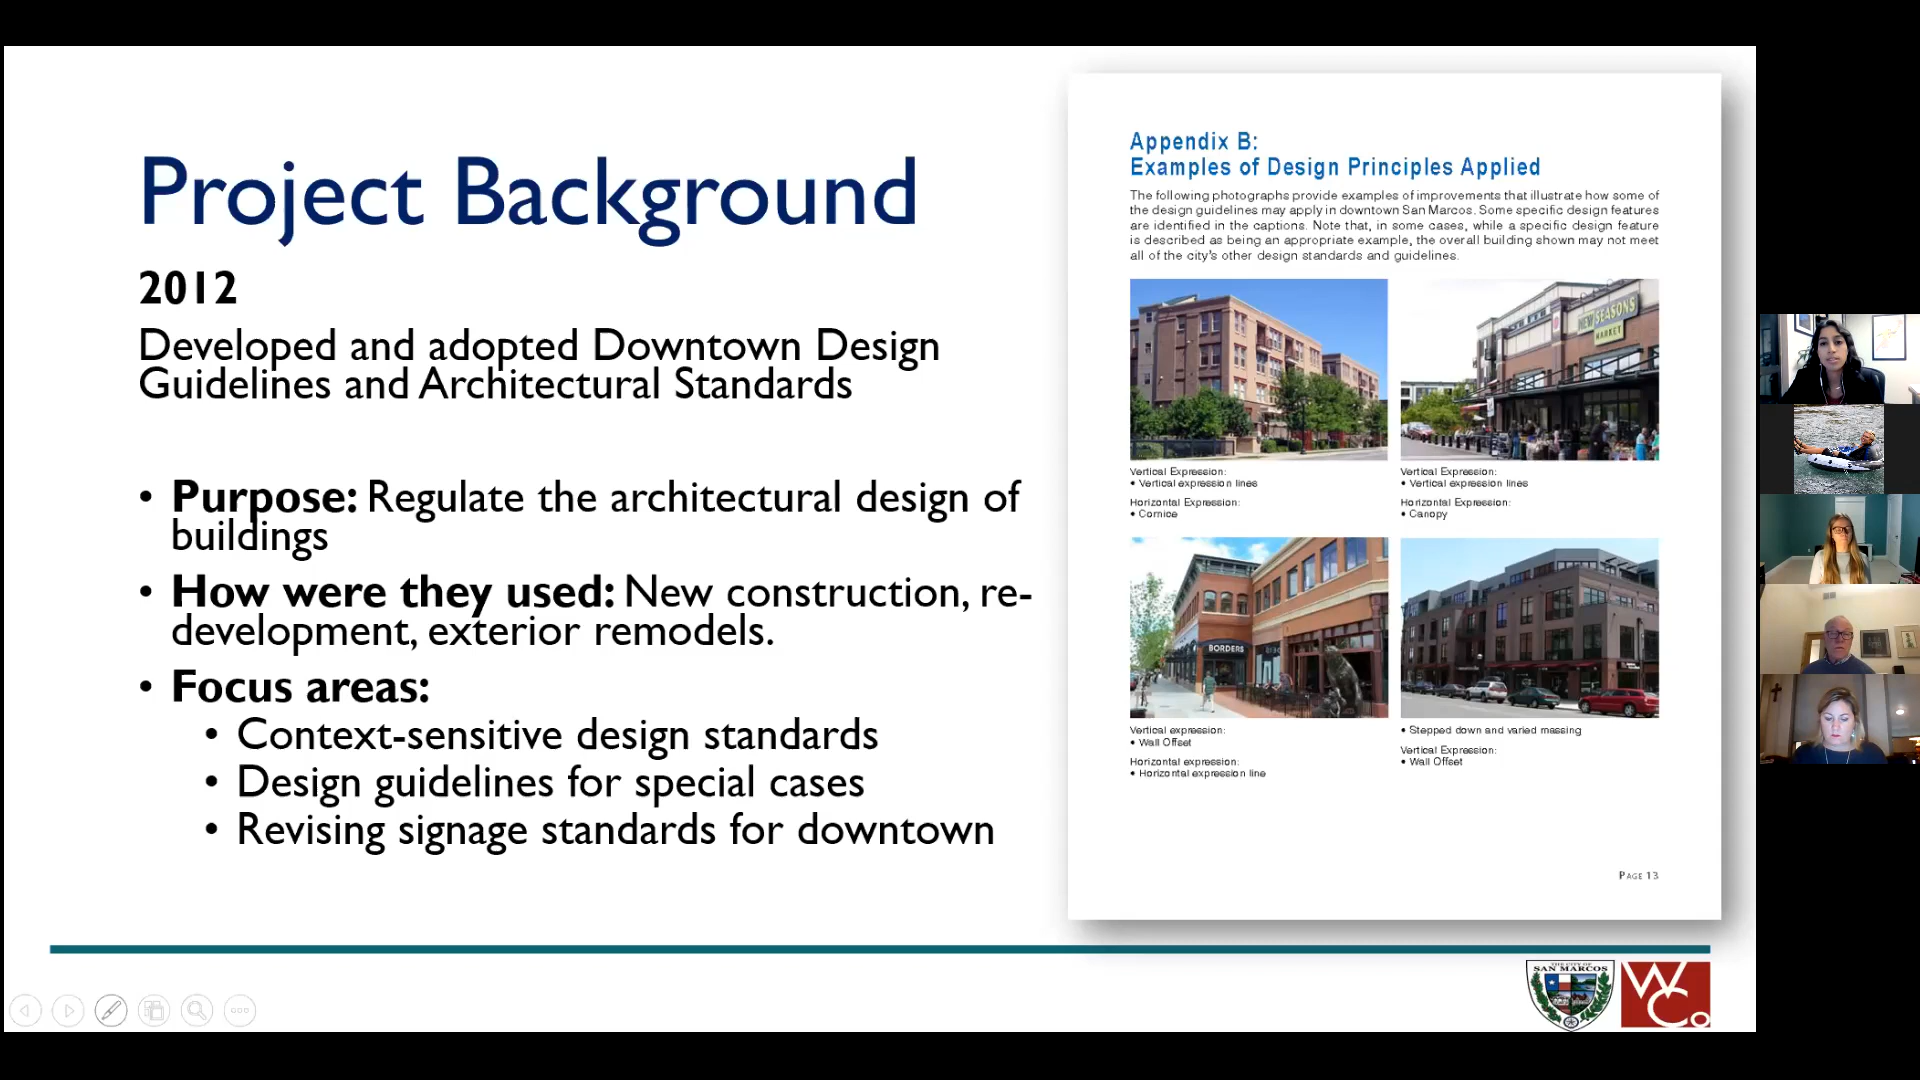 Project Background
2012
Developed and adopted Downtown Design
Guidelines and Architectural Standards
• Purpose: Regulate the architectural design of
buildings
• How were they used: New construction, re-
development, exterior remodels.
• Focus areas:
• Context-sensitive design standards
• Design guidelines for special cases
• Revising signage standards for downtown
Appendix B:
Examples of Design Principles Applied
The following photographs provide examples of improvements that illustrate how some of
the design guidelines may apply in downtown San Marcos. Some specific design features
are identified in the captions. Note that, in some cases, while a specific design feature
is described as being an appropriate example, the overall building shown may not meet
all of the city's other design standards and guidelines.
NEW SEASONS
MARKET
Vertical Expression:
• Vertical expression lines
Horizontal Expression:
• Cornice
Vertical Expression:
• Vertical expression lines
Horizontal Expression:
• Canopy
BORDERS
Vertical expression:
• Wall Offset
Horizontal expression:
• Horizontal expression line
• Stepped down and varied massing
Vertical Expression:
• Wall Offset
PAGE 13
THE CITY OF
SAN MARCOS
WCo